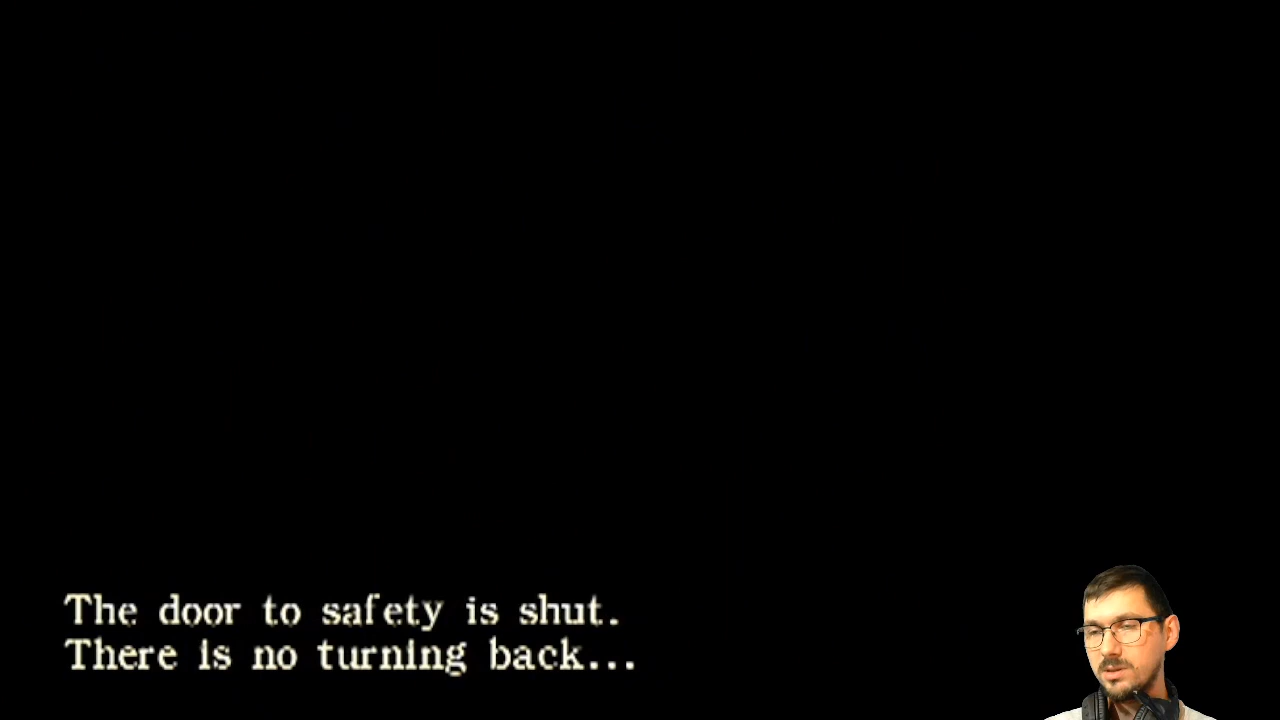 The door to safety is shut.
There is no turning back...